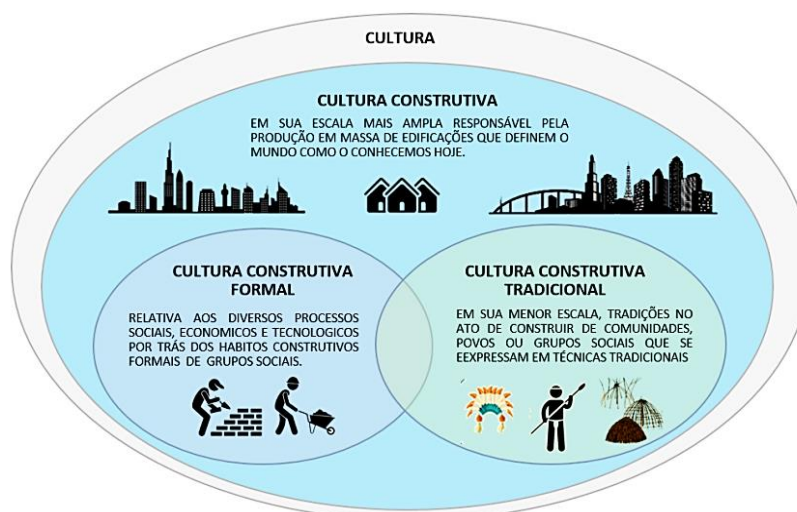 CULTURA
CULTURA CONSTRUTIVA
EM SUA ESCALA MAIS AMPLA RESPONSÁVEL PELA
PRODUÇÃO EM MASSA DE EDIFICAÇÕES QUE DEFINEM O
MUNDO COMO O CONHECEMOS HOJE.
CULTURA CONSTRUTIVA
FORMAL
RELATIVA AOS DIVERSOS PROCESSOS
SOCIAIS, ECONOMICOS E TECNOLOGICOS
POR TRÁS DOS HABITOS CONSTRUTIVOS
FORMAIS DE GRUPOS SOCIAIS.
CULTURA CONSTRUTIVA
TRADICIONAL
EM SUA MENOR ESCALA, TRADIÇÕES NO
ATO DE CONSTRUIR DE COMUNIDADES,
POVOS OU GRUPOS SOCIAIS QUE SE
EEXPRESSAM EM TÉCNICAS TRADICIONAIS